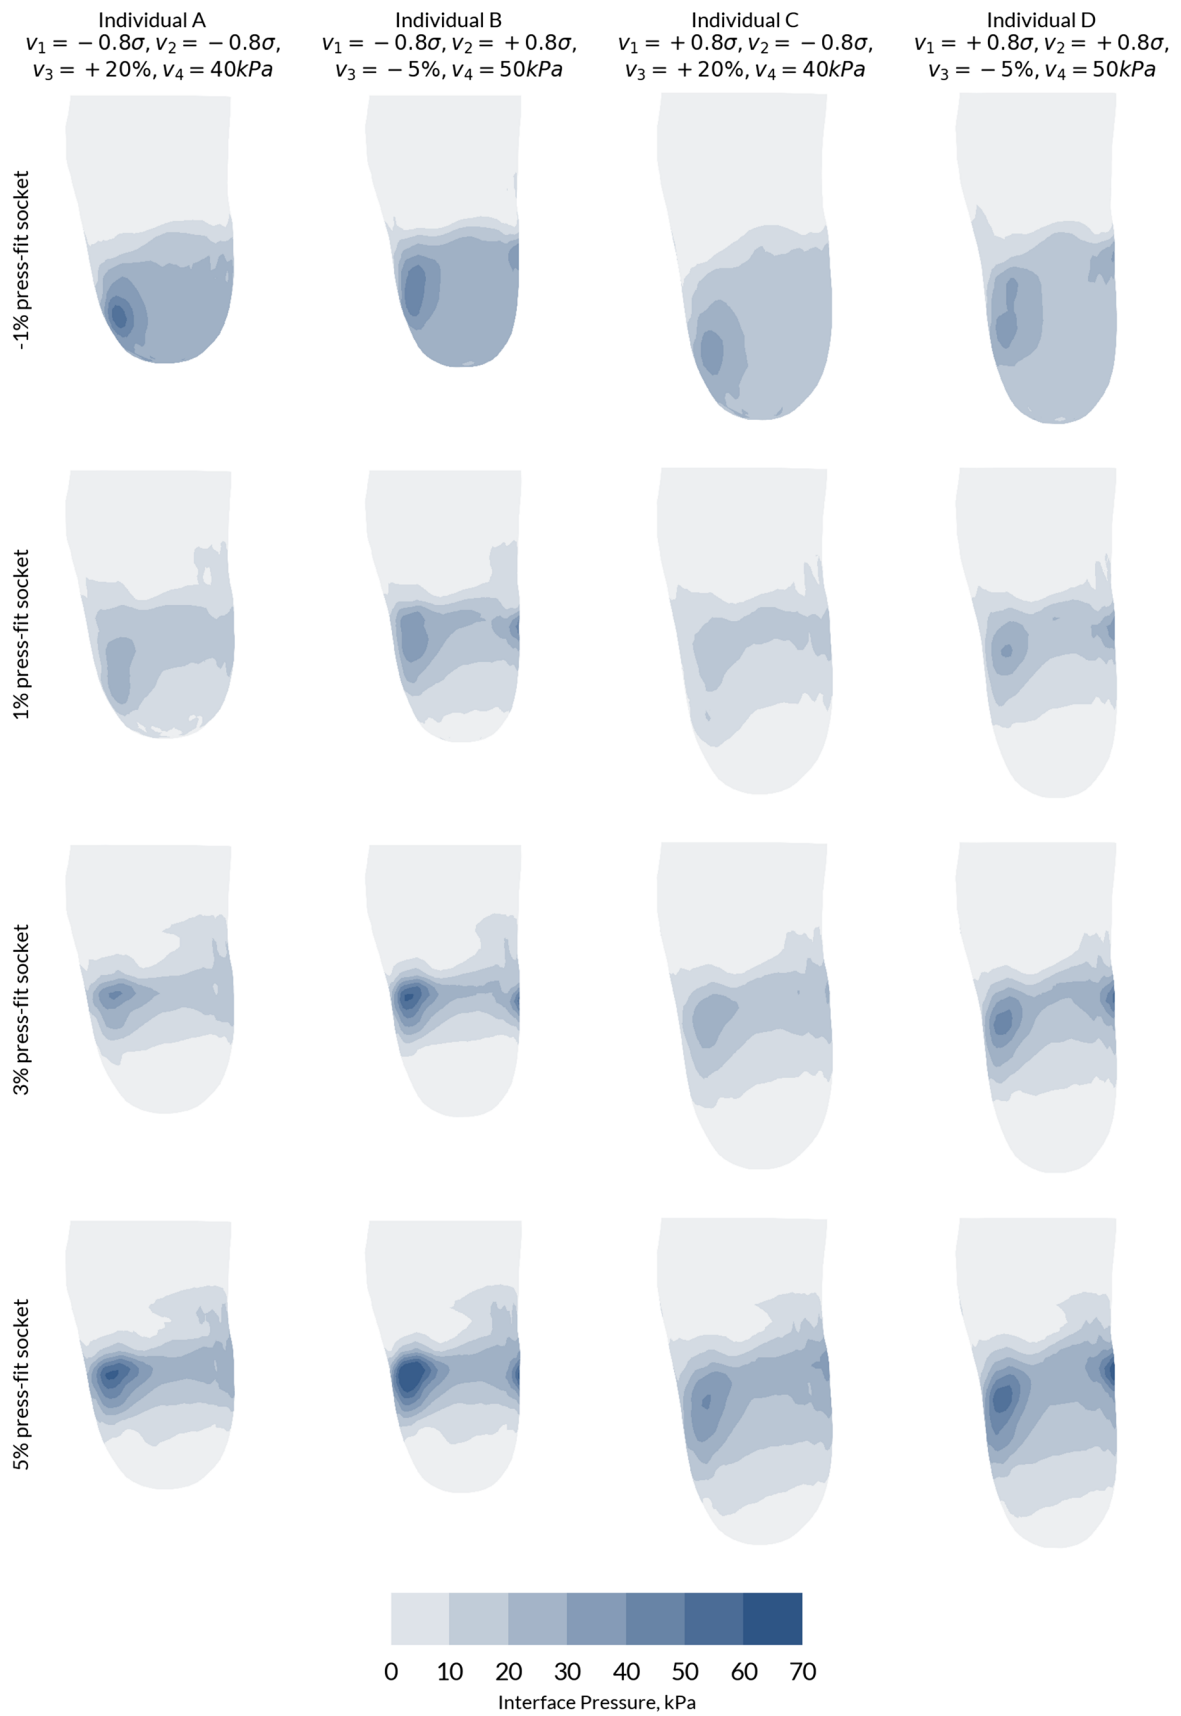 Individual A
v₁ = −0.8σ, v₂ = −0.8σ,
v₃ = +20%, v₄ = 40kPa
Individual B
v₁ = −0.8σ, v₂ = +0.8σ,
v₃ = −5%, v₄ = 50kPa
Individual C
v₁ = +0.8σ, v₂ = −0.8σ,
v₃ = +20%, v₄ = 40kPa
Individual D
v₁ = +0.8σ, v₂ = +0.8σ,
v₃ = −5%, v₄ = 50kPa
-1% press-fit socket
1% press-fit socket
3% press-fit socket
5% press-fit socket
0 10 20 30 40 50 60 70
Interface Pressure, kPa